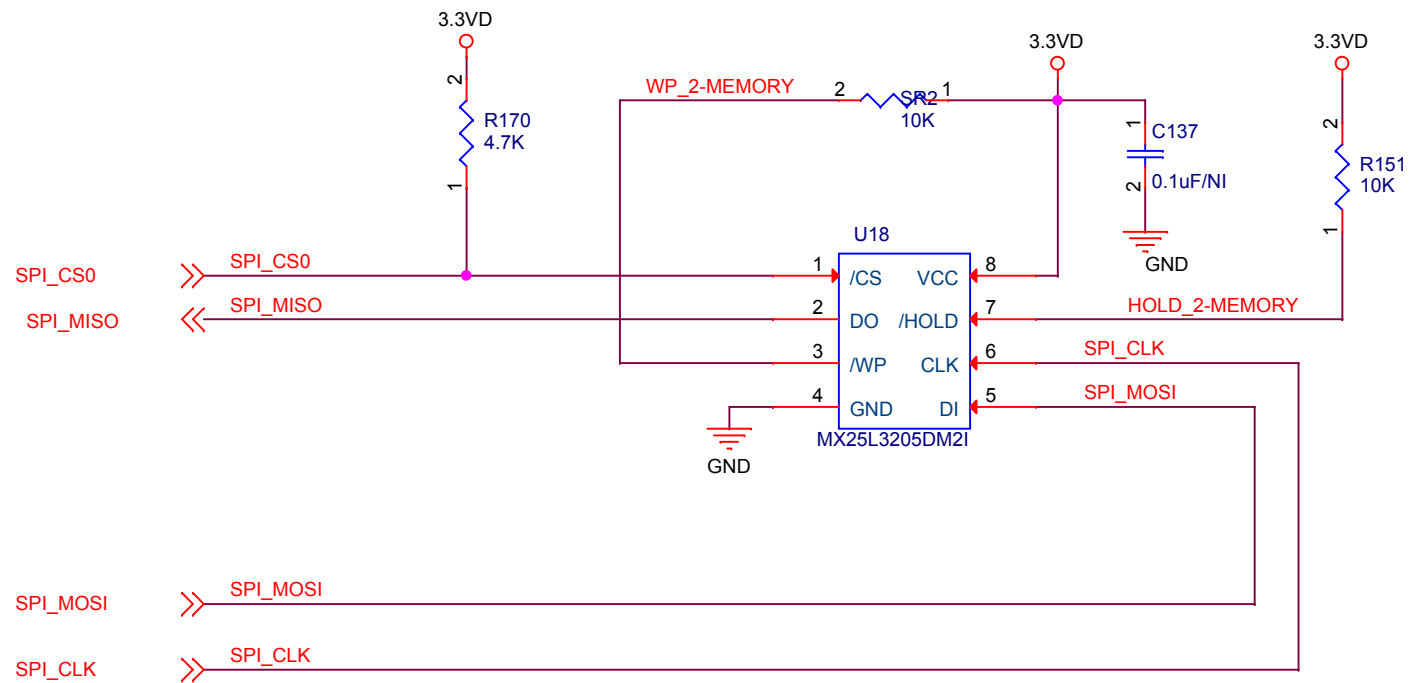 3.3VD
3.3VD
3.3VD
WP_2-MEMORY
2
SR2
1
10K
2
R170
4.7K
1
1
C137
2
0.1uF/NI
GND
2
R151
10K
1
U18
SPI_CS0
SPI_CS0
1
/CS
VCC
8
SPI_MISO
SPI_MISO
2
DO
/HOLD
7
HOLD_2-MEMORY
3
/WP
CLK
6
SPI_CLK
4
GND
DI
5
SPI_MOSI
MX25L3205DM2I
GND
SPI_MOSI
SPI_MOSI
SPI_CLK
SPI_CLK